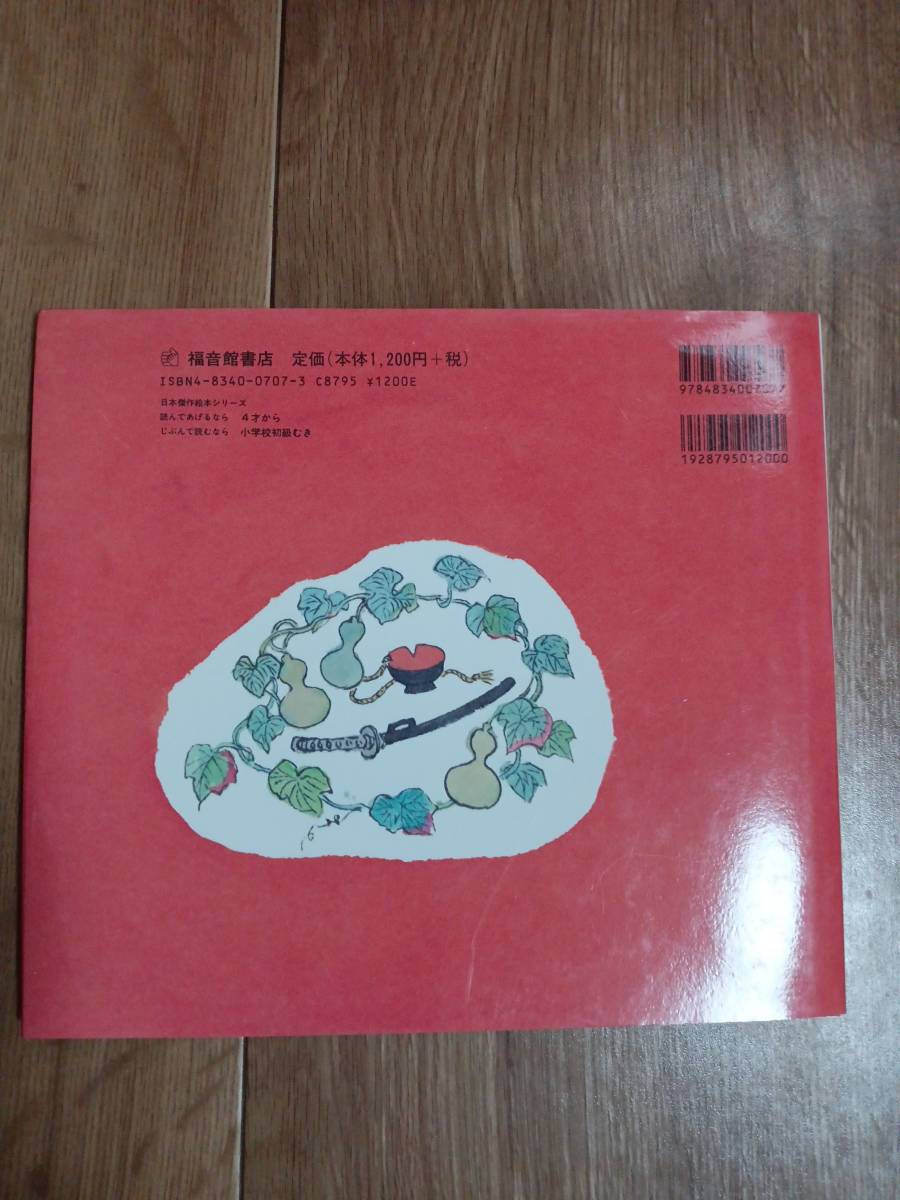 福音館書店 定価(本体1,200円+税)
ISBN4-8340-0707-3 C8795 ¥1200E
日本傑作絵本シリーズ
読んであげるなら 4才から
じぶんで読むなら 小学校初級むき
1928795012000